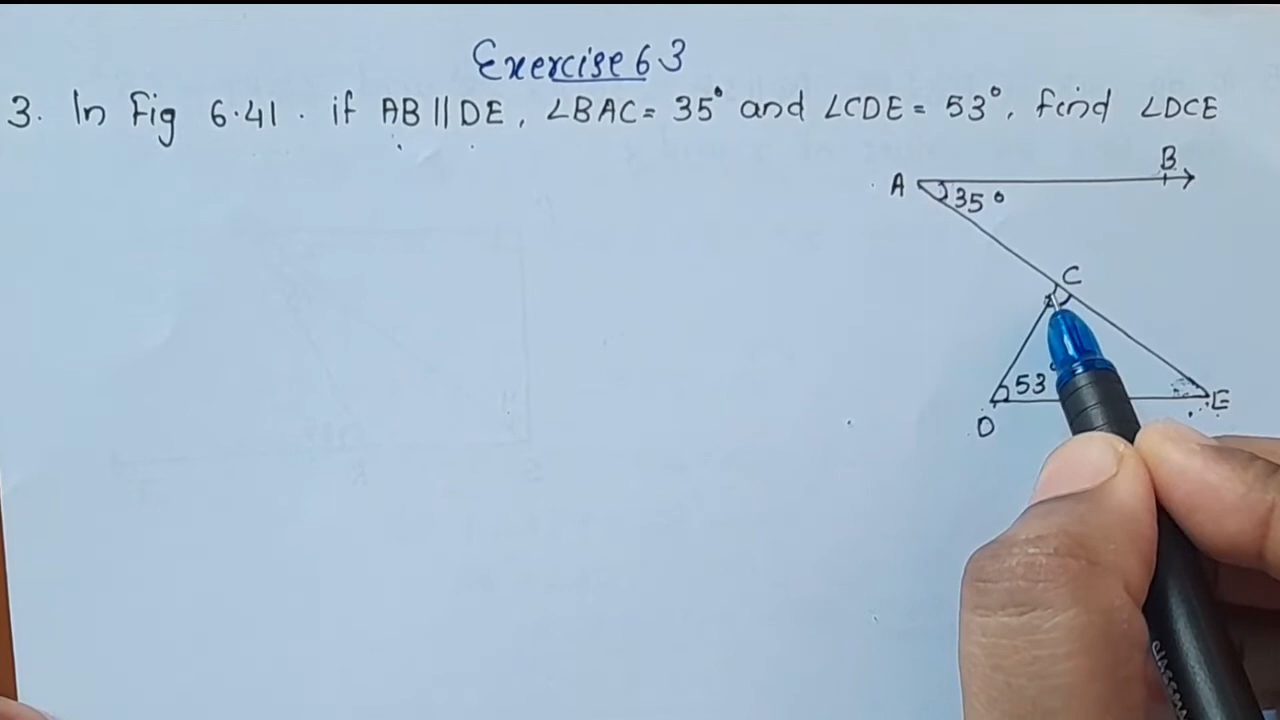 Exercise 6.3
3. In Fig 6.41. if AB || DE, ∠BAC = 35° and ∠CDE = 53°, find ∠DCE
B
A
35°
C
53°
E
D